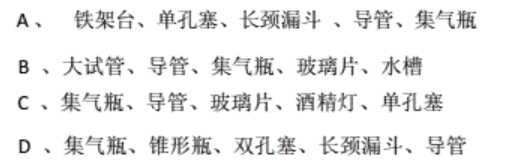 A、 铁架台、单孔塞、长颈漏斗 、导管、集气瓶
B 、大试管、导管、集气瓶、玻璃片、水槽
C 、集气瓶、导管、玻璃片、酒精灯、单孔塞
D 、集气瓶、锥形瓶、双孔塞、长颈漏斗、导管